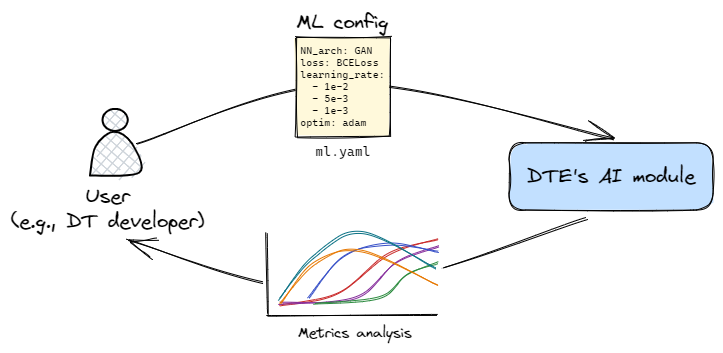 ML config
NN_arch: GAN
loss: BCELoss
learning_rate:
- 1e-2
- 5e-3
- 1e-3
optim: adam
ml.yaml
User
(e.g., DT developer)
DTE's AI module
Metrics analysis